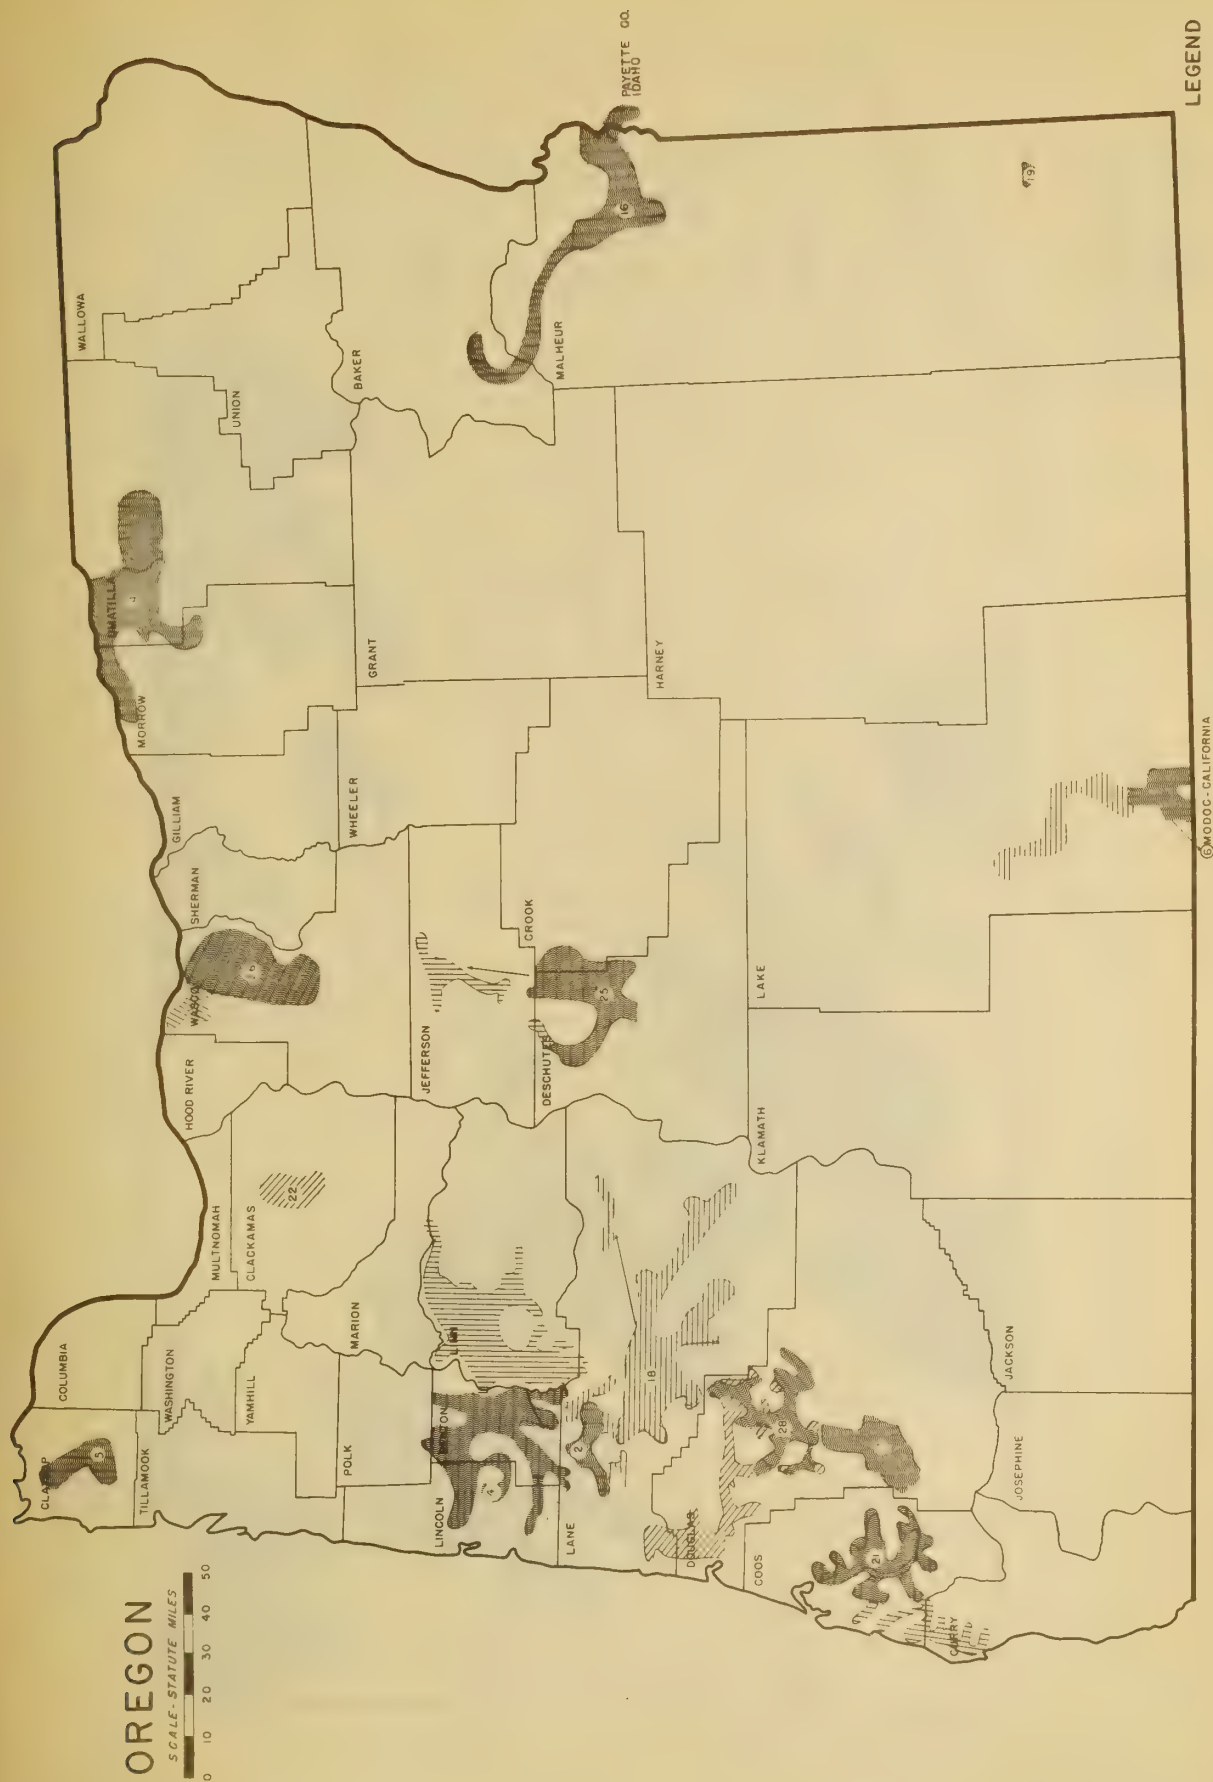 OREGON
SCALE - STATUTE MILES
0 10 20 30 40 50
CLATSOP
5
COLUMBIA
TILLAMOOK
WASHINGTON
YAMHILL
MULTNOMAH
CLACKAMAS
22
HOOD RIVER
WASCO
SHERMAN
GILLIAM
MORROW
UMATILLA
UNION
WALLOWA
POLK
MARION
LINCOLN
BENTON
LINN
JEFFERSON
WHEELER
GRANT
BAKER
LANE
2
18
DESCHUTES
25
CROOK
MALHEUR
16
PAYETTE CO.
IDAHO
DOUGLAS
28
COOS
21
KLAMATH
LAKE
HARNEY
19
CURRY
JOSEPHINE
JACKSON
6 MODOC-CALIFORNIA
LEGEND